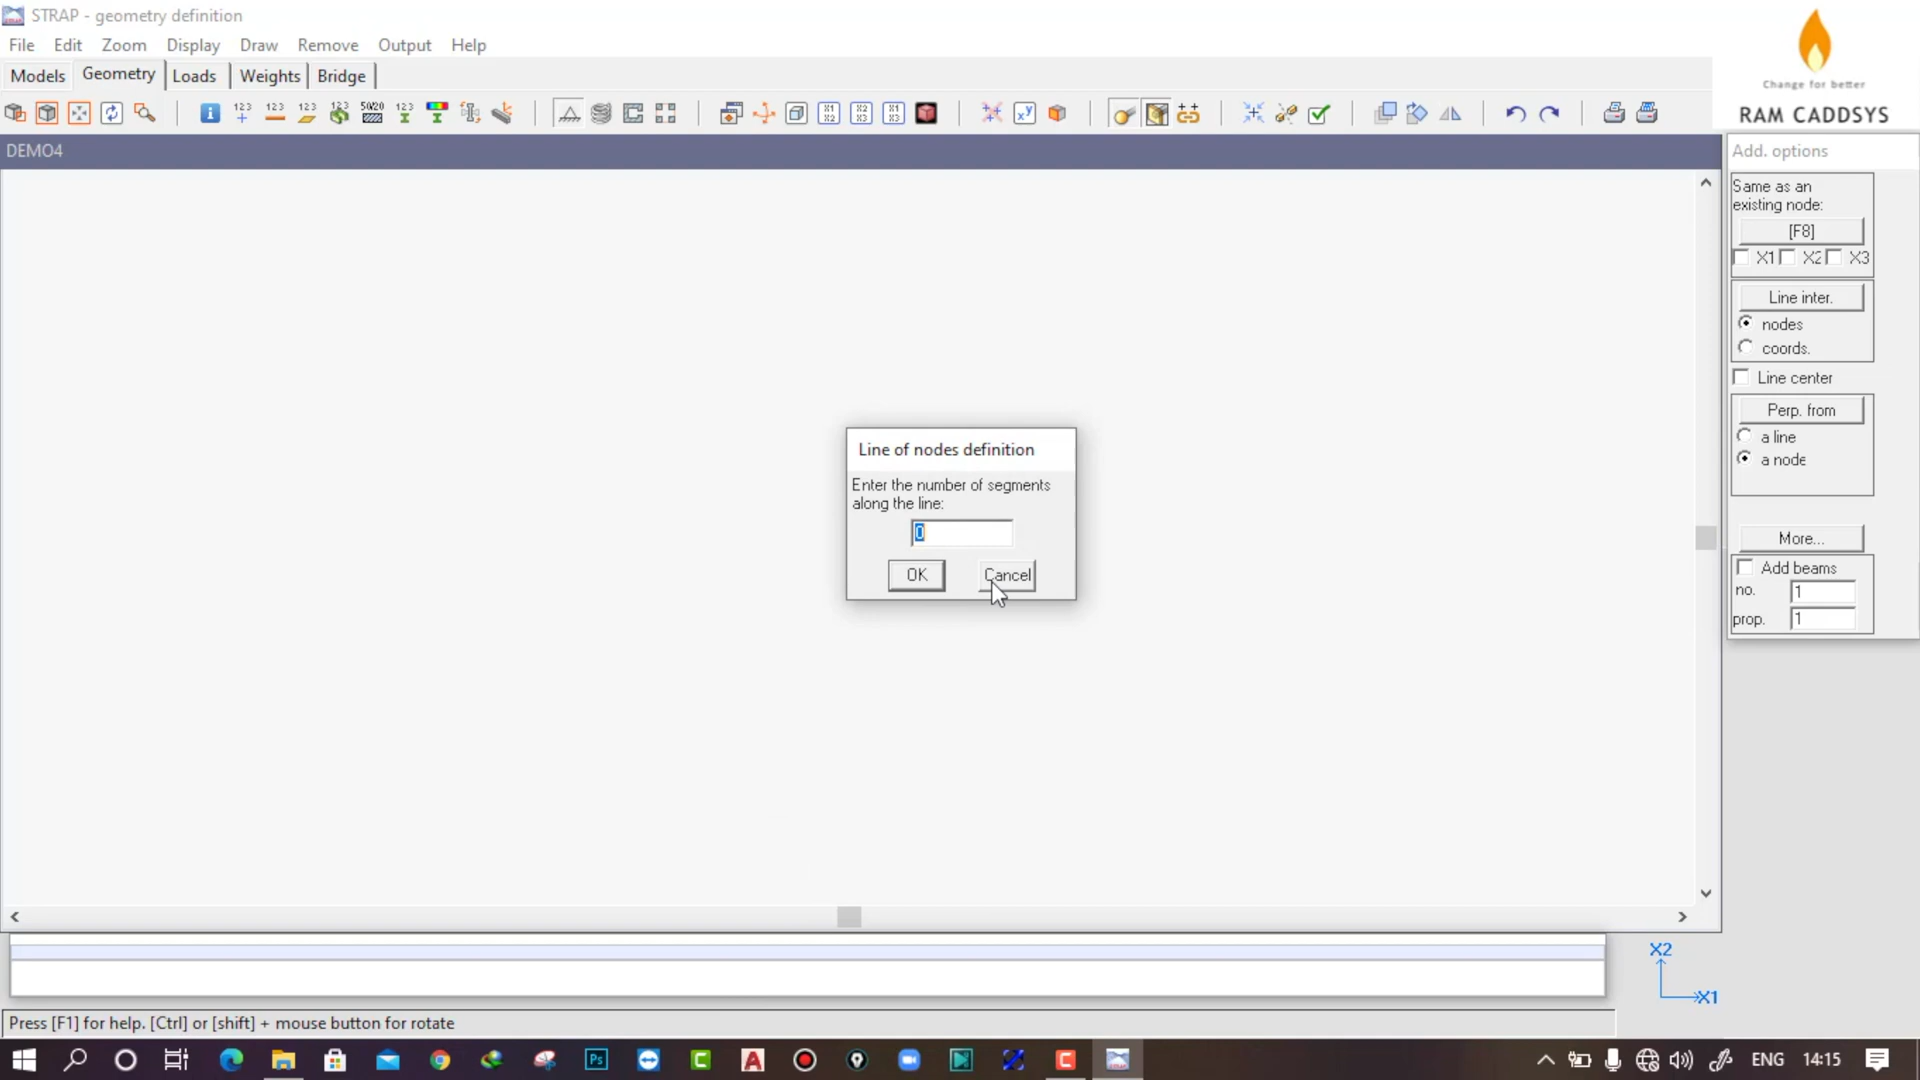 STRAP - geometry definition
File Edit Zoom Display Draw Remove Output Help
Models Geometry Loads Weights Bridge
Change for better
RAM CADDSYS
DEMO4
Add. options
Same as an
existing node:
[F8]
X1 X2 X3
Line inter.
nodes
coords.
Line center
Perp. from
a line
a node
More...
Add beams
no. 1
prop. 1
Line of nodes definition
Enter the number of segments
along the line:
0
OK Cancel
X2
X1
Press [F1] for help. [Ctrl] or [shift] + mouse button for rotate
ENG 14:15